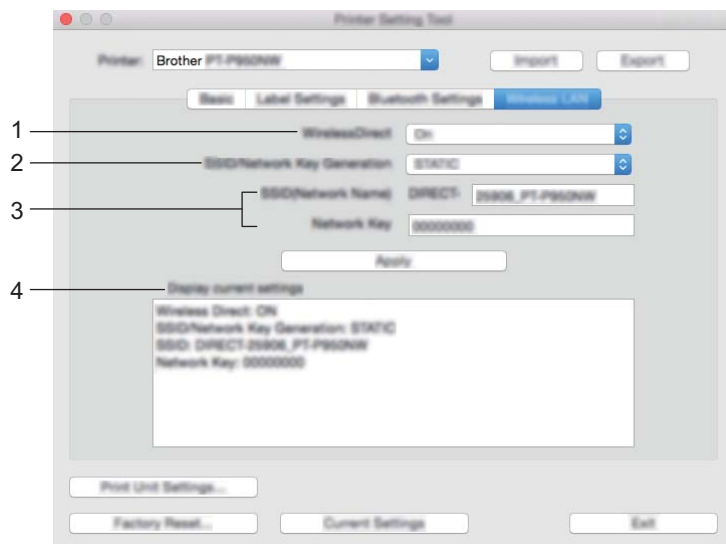 Printer Setting Tool
Printer: Brother PT-P950NW Import Export
Basic Label Settings Bluetooth Settings Wireless LAN
1 WirelessDirect On
2 SSID/Network Key Generation STATIC
3 SSID(Network Name) DIRECT- 25906_PT-P950NW
Network Key 00000000
Apply
4 Display current settings
Wireless Direct: ON
SSID/Network Key Generation: STATIC
SSID: DIRECT-25906_PT-P950NW
Network Key: 00000000
Print Unit Settings...
Factory Reset... Current Settings Exit